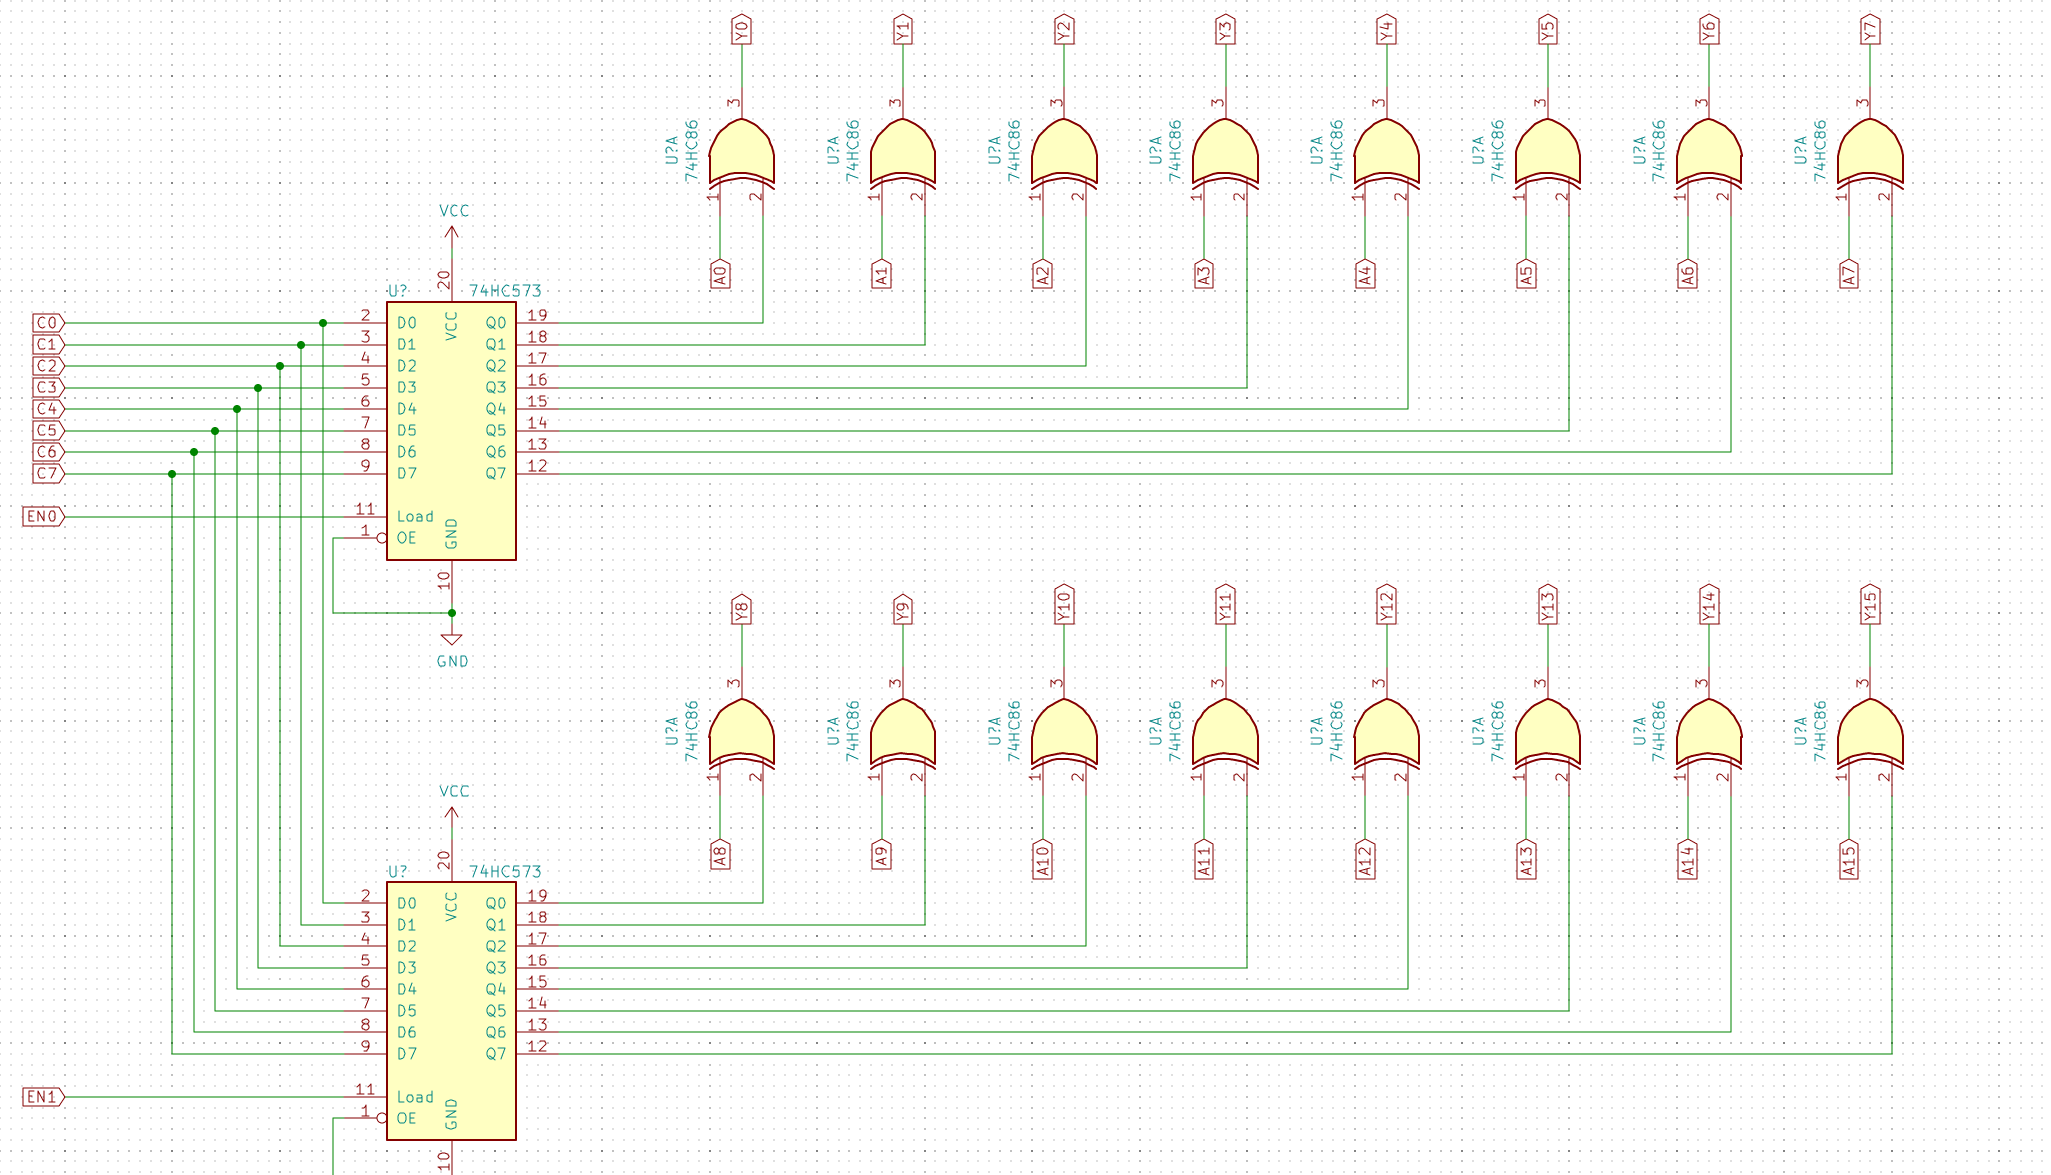 Y0 Y1 Y2 Y3 Y4 Y5 Y6 Y7
3 3 3 3 3 3 3 3
U?A 74HC86 U?A 74HC86 U?A 74HC86 U?A 74HC86 U?A 74HC86 U?A 74HC86 U?A 74HC86 U?A 74HC86
1 2 1 2 1 2 1 2 1 2 1 2 1 2 1 2
A0 A1 A2 A3 A4 A5 A6 A7
VCC
20
U? 74HC573
VCC
C0 2 D0 Q0 19
C1 3 D1 Q1 18
C2 4 D2 Q2 17
C3 5 D3 Q3 16
C4 6 D4 Q4 15
C5 7 D5 Q5 14
C6 8 D6 Q6 13
C7 9 D7 Q7 12
EN0 11 Load
1 OE
GND
10
GND
Y8 Y9 Y10 Y11 Y12 Y13 Y14 Y15
3 3 3 3 3 3 3 3
U?A 74HC86 U?A 74HC86 U?A 74HC86 U?A 74HC86 U?A 74HC86 U?A 74HC86 U?A 74HC86 U?A 74HC86
1 2 1 2 1 2 1 2 1 2 1 2 1 2 1 2
A8 A9 A10 A11 A12 A13 A14 A15
VCC
20
U? 74HC573
VCC
2 D0 Q0 19
3 D1 Q1 18
4 D2 Q2 17
5 D3 Q3 16
6 D4 Q4 15
7 D5 Q5 14
8 D6 Q6 13
9 D7 Q7 12
EN1 11 Load
1 OE
GND
10